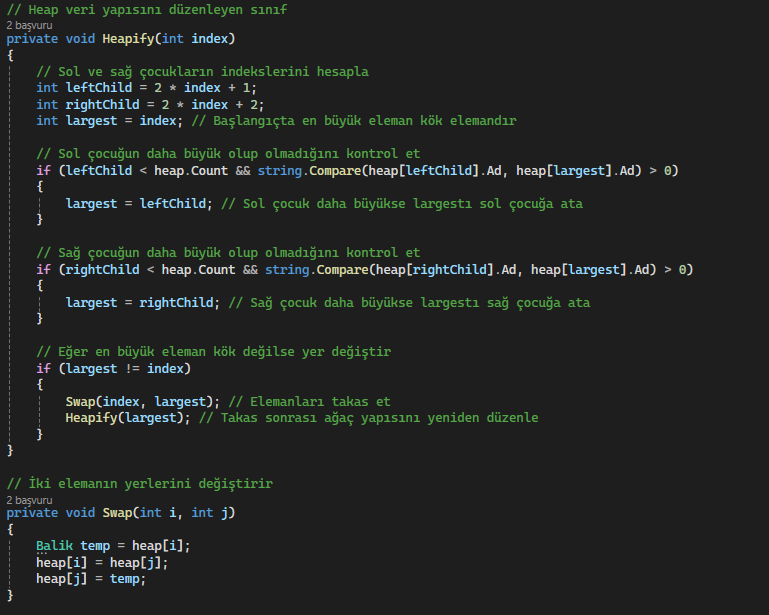 // Heap veri yapısını düzenleyen sınıf
2 başvuru
private void Heapify(int index)
{
// Sol ve sağ çocukların indekslerini hesapla
int leftChild = 2 * index + 1;
int rightChild = 2 * index + 2;
int largest = index; // Başlangıçta en büyük eleman kök elemandır
// Sol çocuğun daha büyük olup olmadığını kontrol et
if (leftChild < heap.Count && string.Compare(heap[leftChild].Ad, heap[largest].Ad) > 0)
{
largest = leftChild; // Sol çocuk daha büyükse largestı sol çocuğa ata
}
// Sağ çocuğun daha büyük olup olmadığını kontrol et
if (rightChild < heap.Count && string.Compare(heap[rightChild].Ad, heap[largest].Ad) > 0)
{
largest = rightChild; // Sağ çocuk daha büyükse largestı sağ çocuğa ata
}
// Eğer en büyük eleman kök değilse yer değiştir
if (largest != index)
{
Swap(index, largest); // Elemanları takas et
Heapify(largest); // Takas sonrası ağaç yapısını yeniden düzenle
}
}
// İki elemanın yerlerini değiştirir
2 başvuru
private void Swap(int i, int j)
{
Balik temp = heap[i];
heap[i] = heap[j];
heap[j] = temp;
}